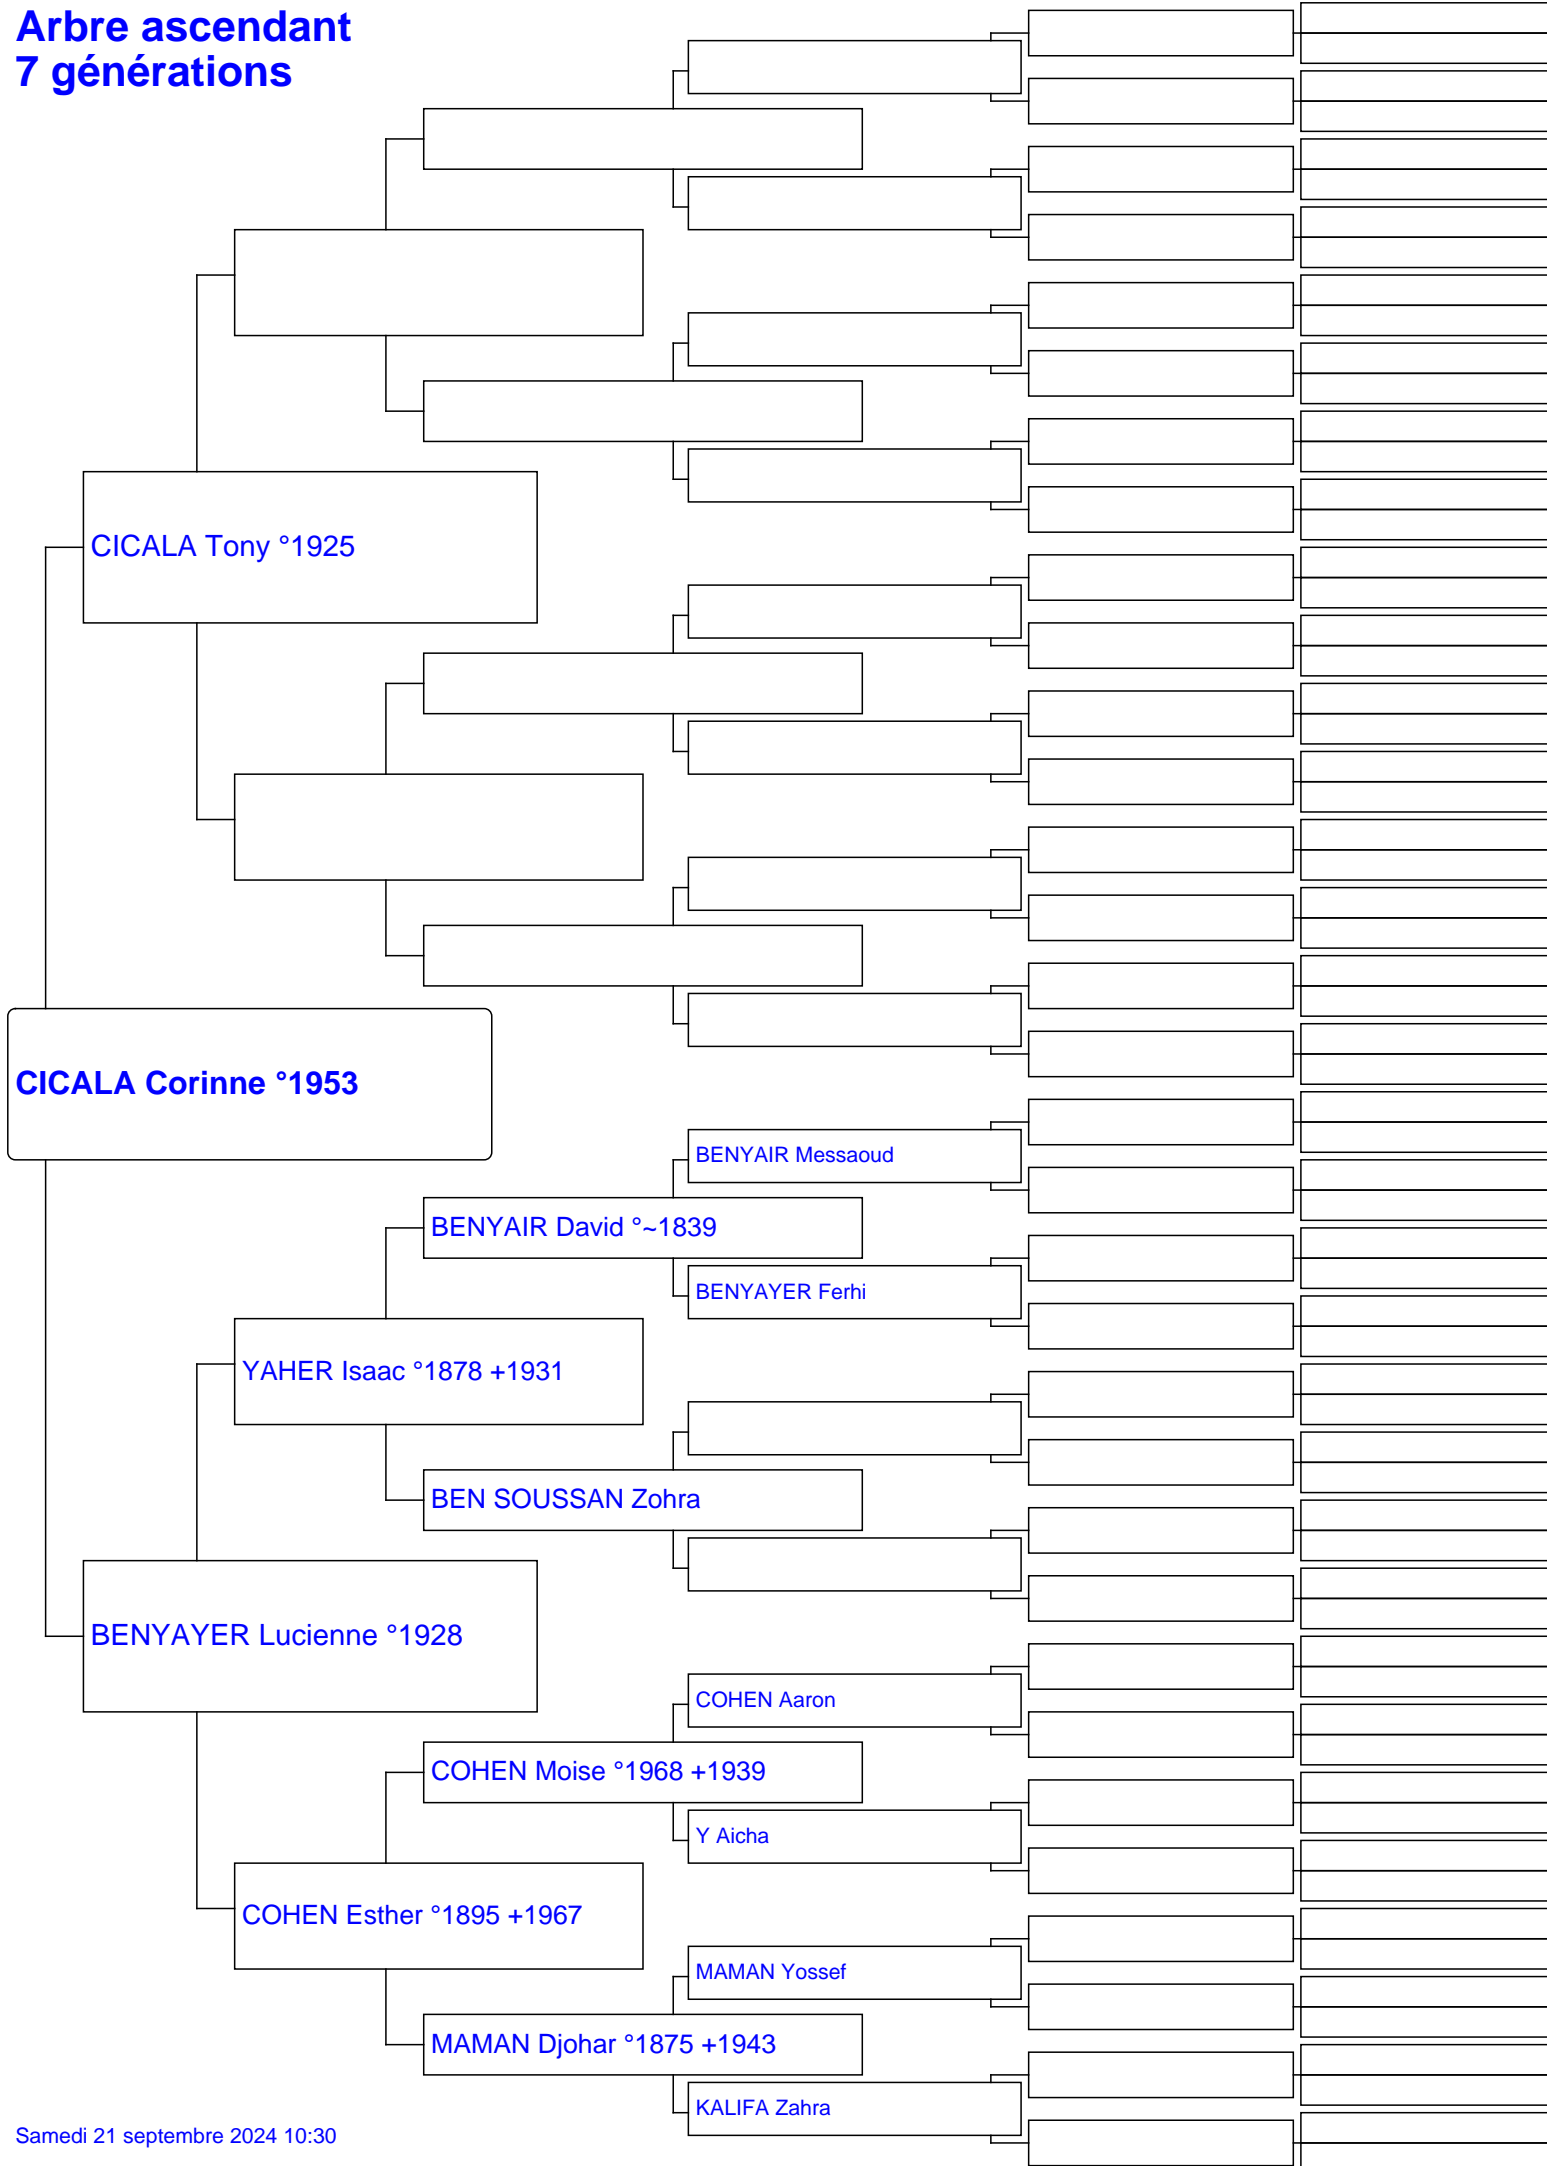 Arbre ascendant
7 générations
CICALA Tony °1925
CICALA Corinne °1953
BENYAIR Messaoud
BENYAIR David °~1839
BENYAYER Ferhi
YAHER Isaac °1878 +1931
BEN SOUSSAN Zohra
BENYAYER Lucienne °1928
COHEN Aaron
COHEN Moise °1968 +1939
Y Aicha
COHEN Esther °1895 +1967
MAMAN Yossef
MAMAN Djohar °1875 +1943
KALIFA Zahra
Samedi 21 septembre 2024 10:30